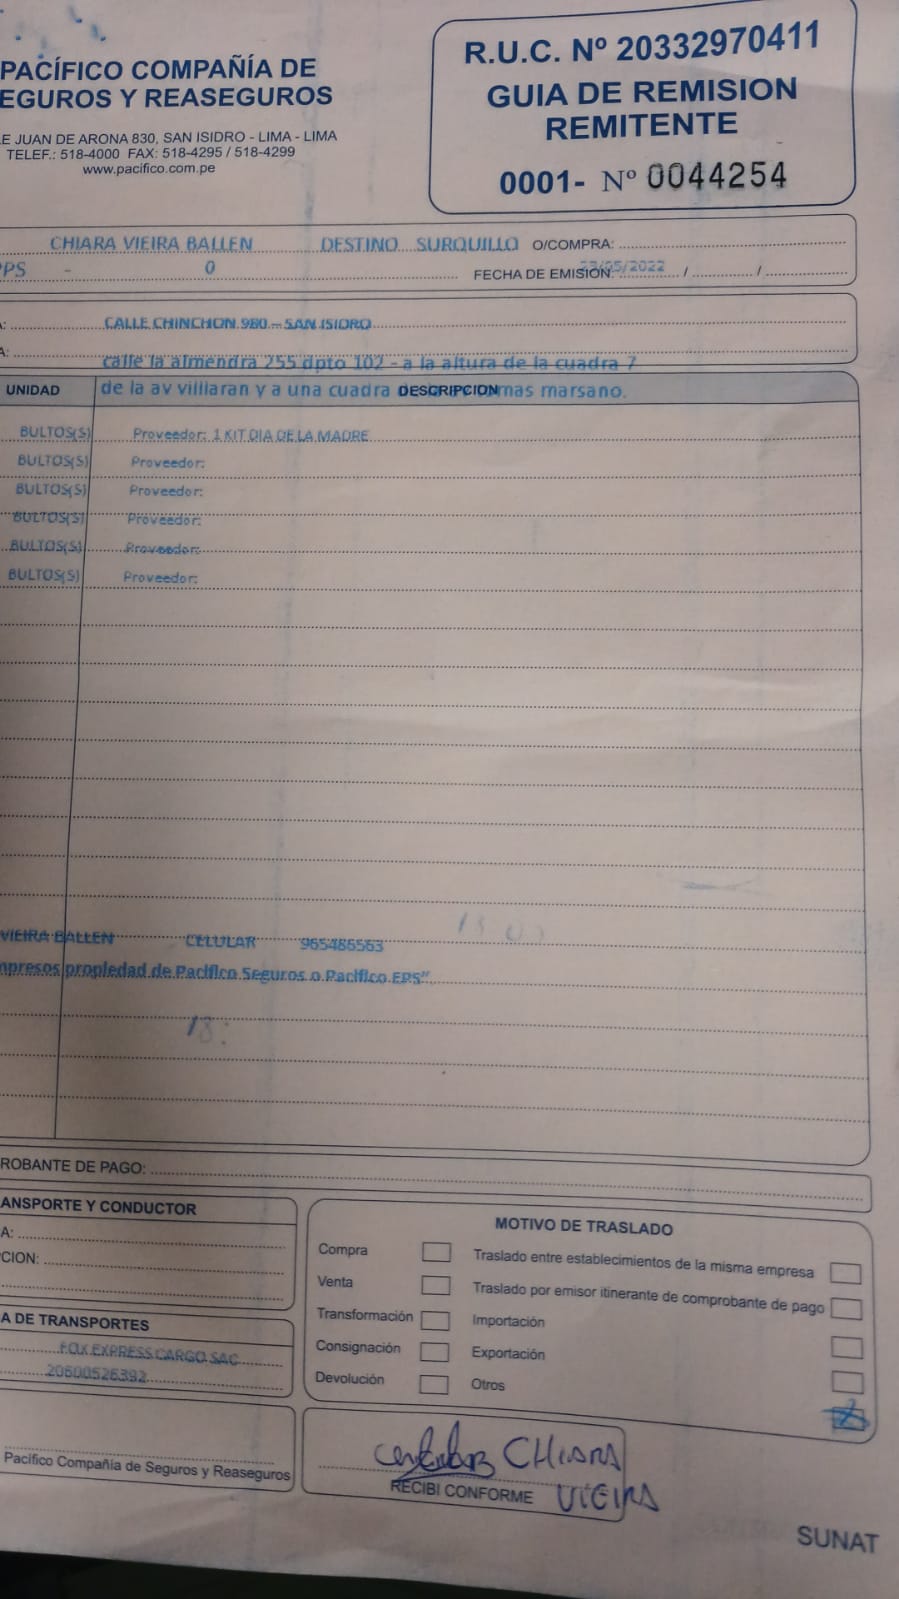 PACÍFICO COMPAÑÍA DE
EGUROS Y REASEGUROS
E JUAN DE ARONA 830, SAN ISIDRO - LIMA - LIMA
TELEF.: 518-4000 FAX: 518-4295 / 518-4299
www.pacifico.com.pe
R.U.C. Nº 20332970411
GUIA DE REMISION
REMITENTE
0001- Nº 0044254
CHIARA VIEIRA BALLEN DESTINO SURQUILLO O/COMPRA:
PS - 0 FECHA DE EMISIÓN: /05/2022 / /
A: CALLE CHINCHON 980 - SAN ISIDRO
A: calle la almendra 255 dpto 102 - a la altura de la cuadra 7
de la av villiaran y a una cuadra mas marsano.
UNIDAD DESCRIPCION
BULTOS(S) Proveedor: 1 KIT DIA DE LA MADRE
BULTOS(S) Proveedor:
BULTOS(S) Proveedor:
BULTOS(S) Proveedor:
BULTOS(S) Proveedor:
BULTOS(S) Proveedor:
VIEIRA BALLEN CELULAR 965486563
mpresos propiedad de Pacifico Seguros o Pacifico EPS"
18:
ROBANTE DE PAGO:
ANSPORTE Y CONDUCTOR
A:
CION:
A DE TRANSPORTES
FOX EXPRESS CARGO SAC
20600526392
Pacífico Compañía de Seguros y Reaseguros
MOTIVO DE TRASLADO
Compra Traslado entre establecimientos de la misma empresa
Venta Traslado por emisor itinerante de comprobante de pago
Transformación Importación
Consignación Exportación
Devolución Otros
CHIARA
RECIBI CONFORME VIEIRA
SUNAT